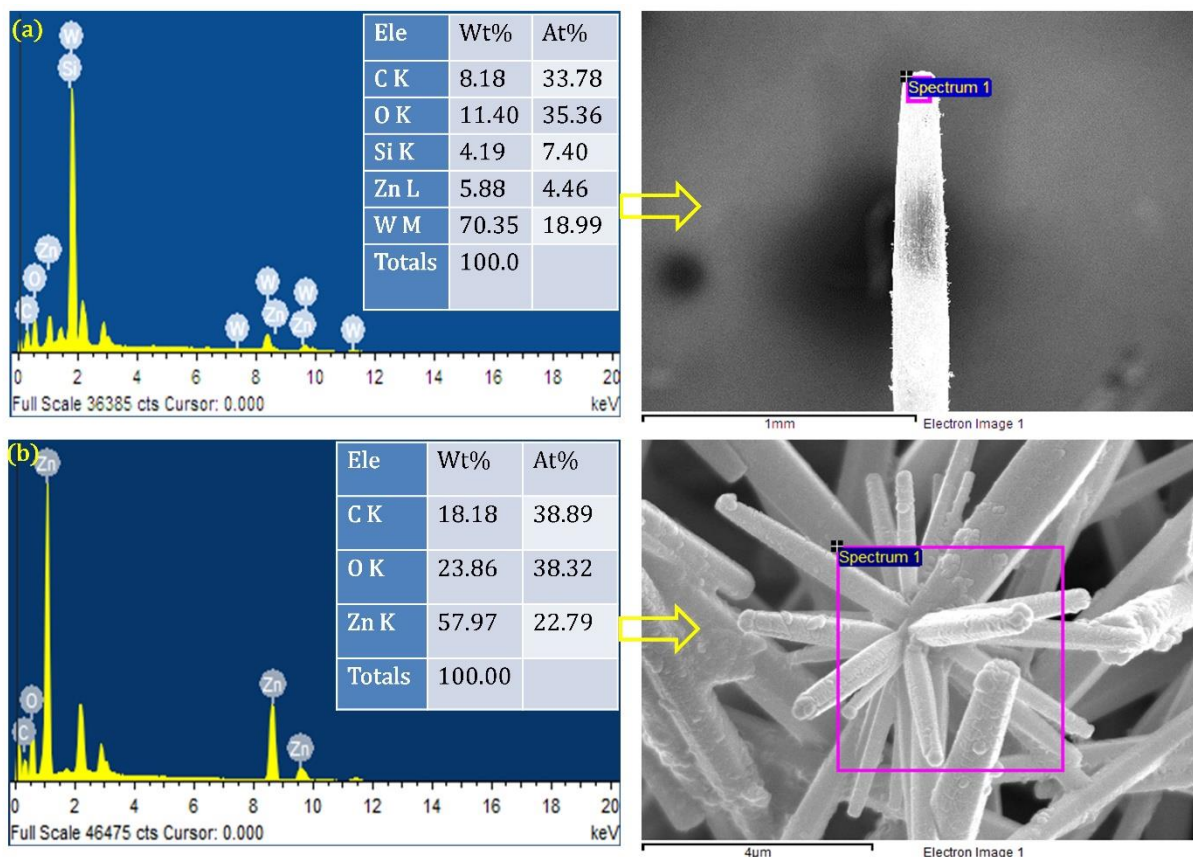 (a)
W
Si
Zn
O
C
W
W
Zn
Zn
W
W
0 2 4 6 8 10 12 14 16 18 20
Full Scale 36385 cts Cursor: 0.000 keV
Ele Wt% At%
C K 8.18 33.78
O K 11.40 35.36
Si K 4.19 7.40
Zn L 5.88 4.46
W M 70.35 18.99
Totals 100.0
Spectrum 1
1mm Electron Image 1
(b)
Zn
O
C
Zn
Zn
0 2 4 6 8 10 12 14 16 18 20
Full Scale 46475 cts Cursor: 0.000 keV
Ele Wt% At%
C K 18.18 38.89
O K 23.86 38.32
Zn K 57.97 22.79
Totals 100.00
Spectrum 1
4µm Electron Image 1